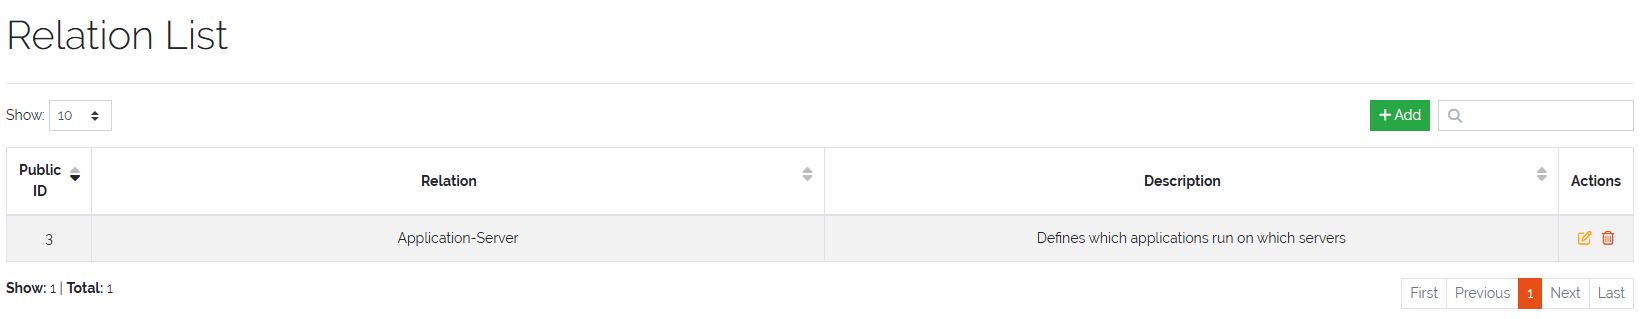 Relation List
Show: 10
Add
Public ID
Relation
Description
Actions
3
Application-Server
Defines which applications run on which servers
Show: 1 | Total: 1
First Previous 1 Next Last